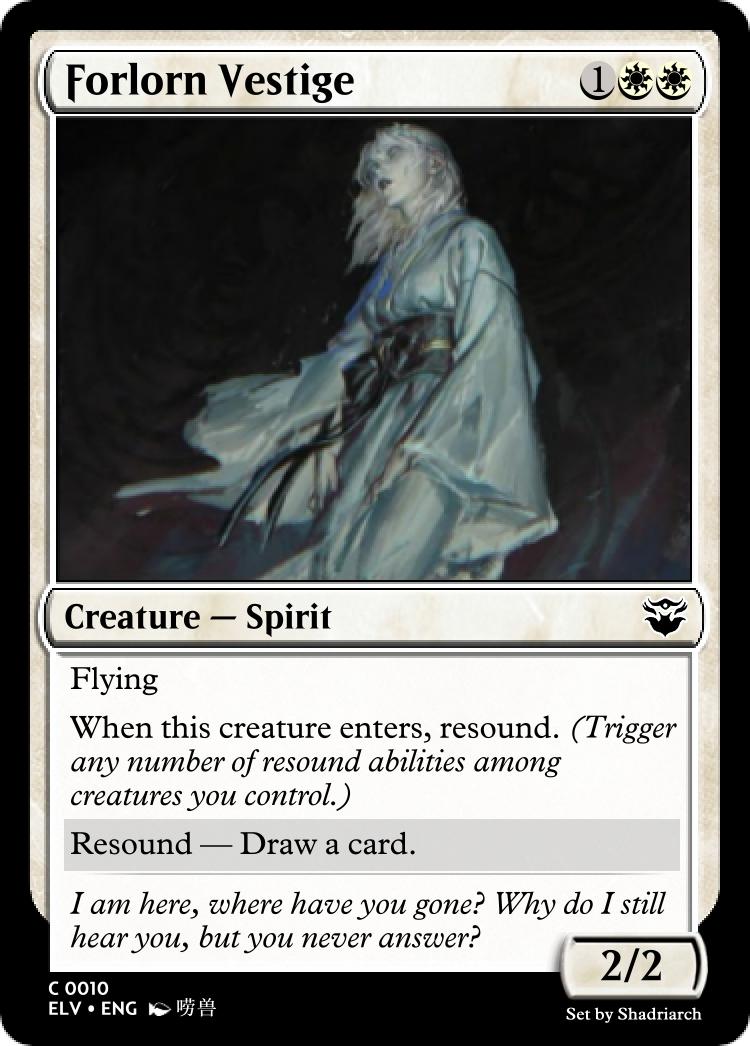 Forlorn Vestige 1
Creature — Spirit
Flying
When this creature enters, resound. (Trigger
any number of resound abilities among
creatures you control.)
Resound — Draw a card.
I am here, where have you gone? Why do I still
hear you, but you never answer?
2/2
C 0010
ELV • ENG 唠兽
Set by Shadriarch